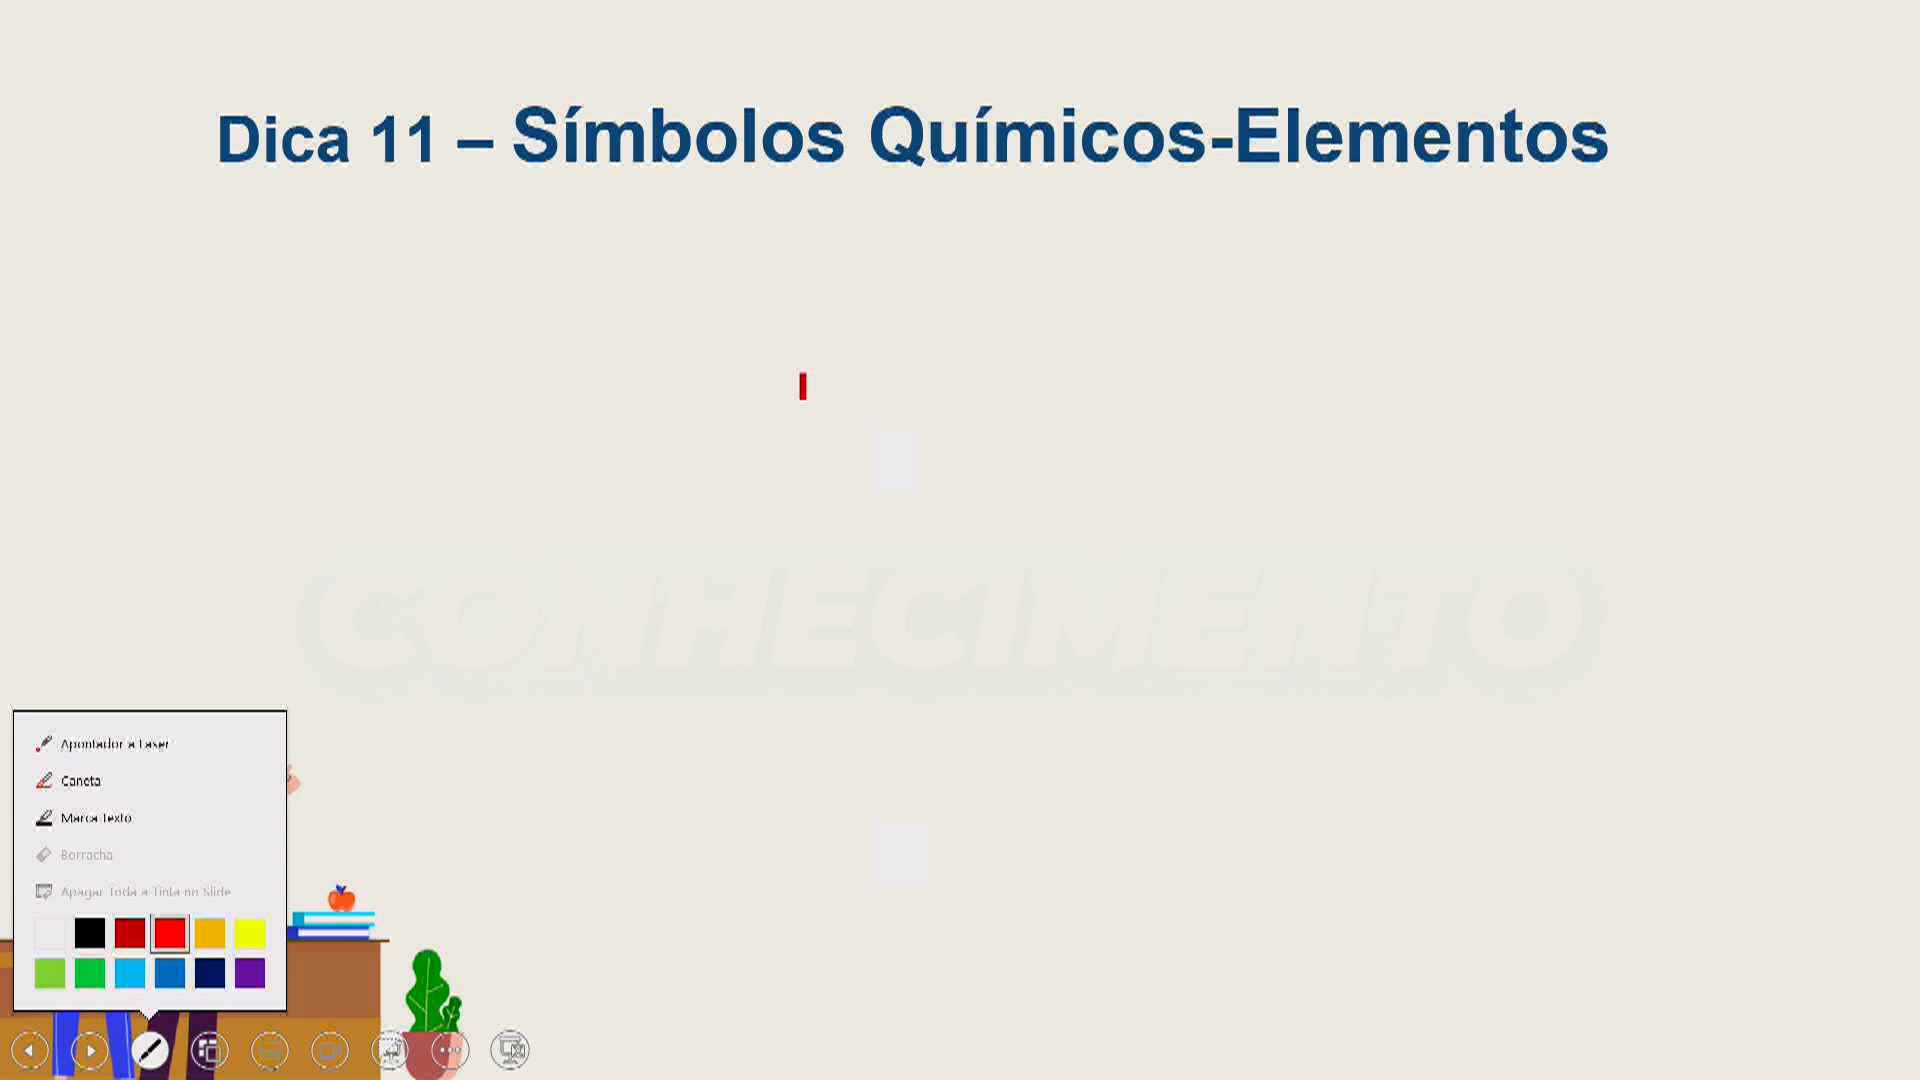 Dica 11 – Símbolos Químicos-Elementos
CONHECIMENTO
Apontador a Laser
Caneta
Marca-texto
Borracha
Apagar Toda a Tinta no Slide